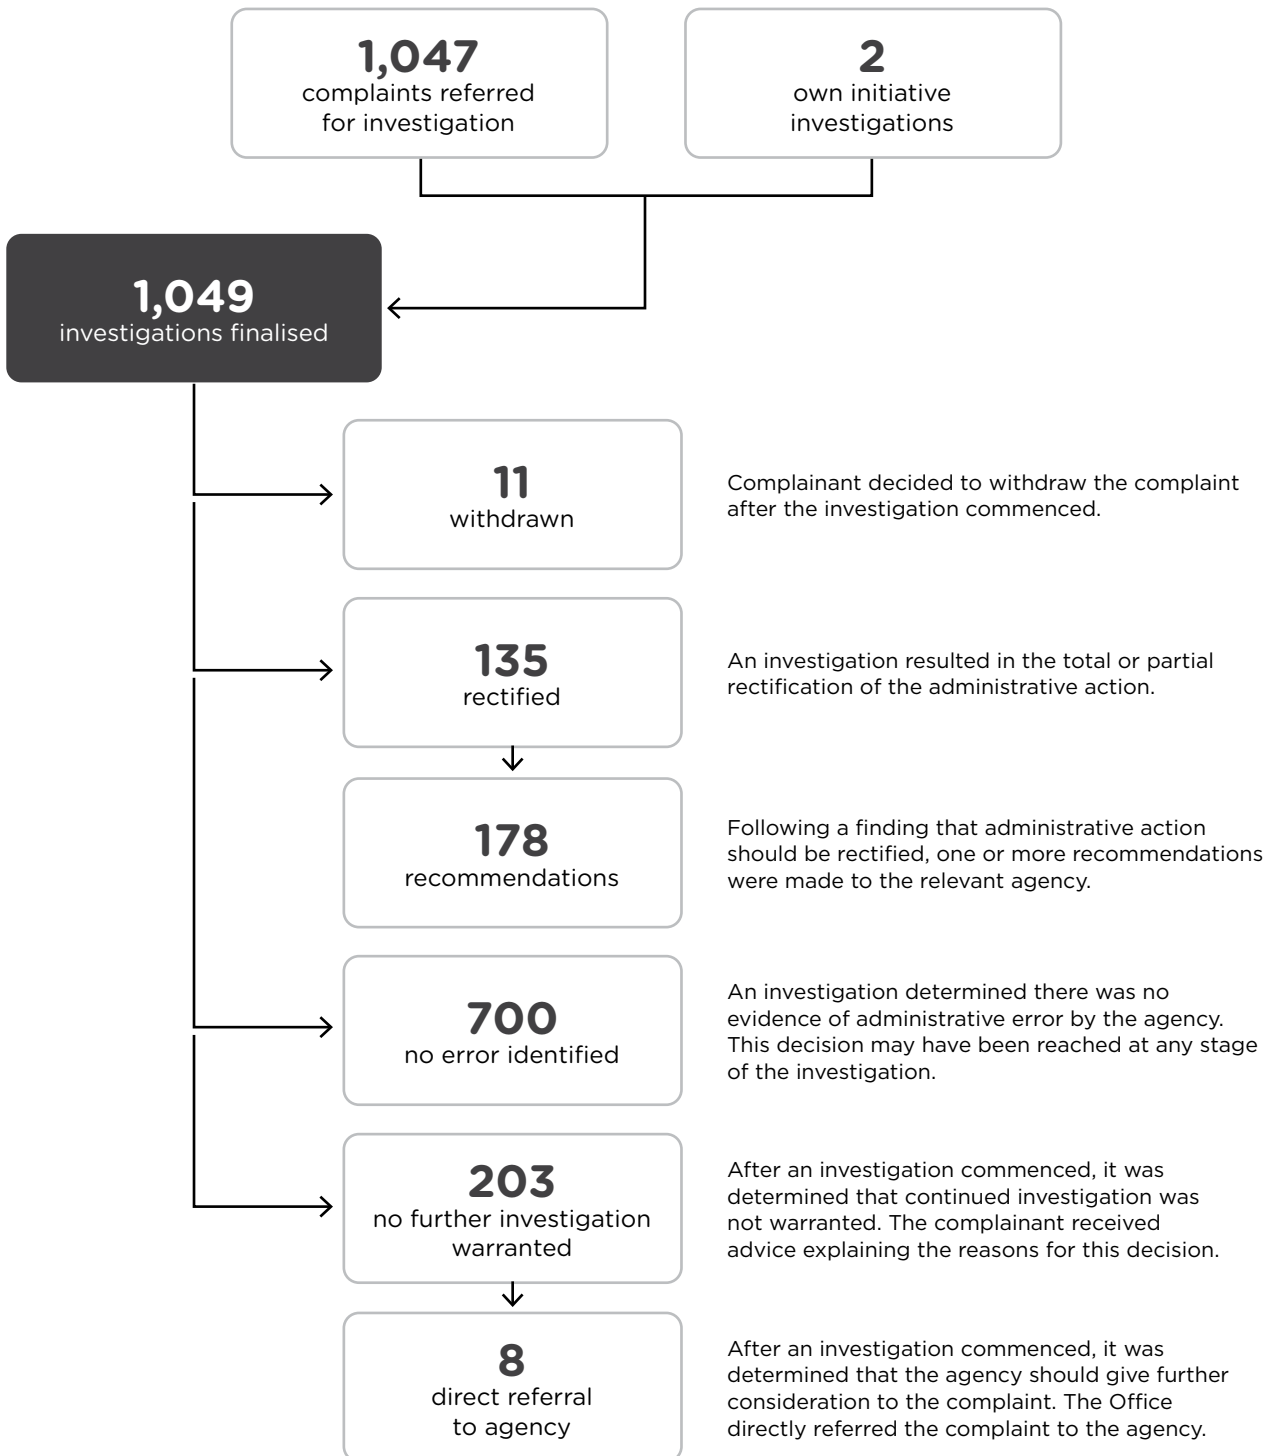 1,047
complaints referred
for investigation
2
own initiative
investigations
1,049
investigations finalised
11
withdrawn
Complainant decided to withdraw the complaint
after the investigation commenced.
135
rectified
An investigation resulted in the total or partial
rectification of the administrative action.
178
recommendations
Following a finding that administrative action
should be rectified, one or more recommendations
were made to the relevant agency.
700
no error identified
An investigation determined there was no
evidence of administrative error by the agency.
This decision may have been reached at any stage
of the investigation.
203
no further investigation
warranted
After an investigation commenced, it was
determined that continued investigation was
not warranted. The complainant received
advice explaining the reasons for this decision.
8
direct referral
to agency
After an investigation commenced, it was
determined that the agency should give further
consideration to the complaint. The Office
directly referred the complaint to the agency.